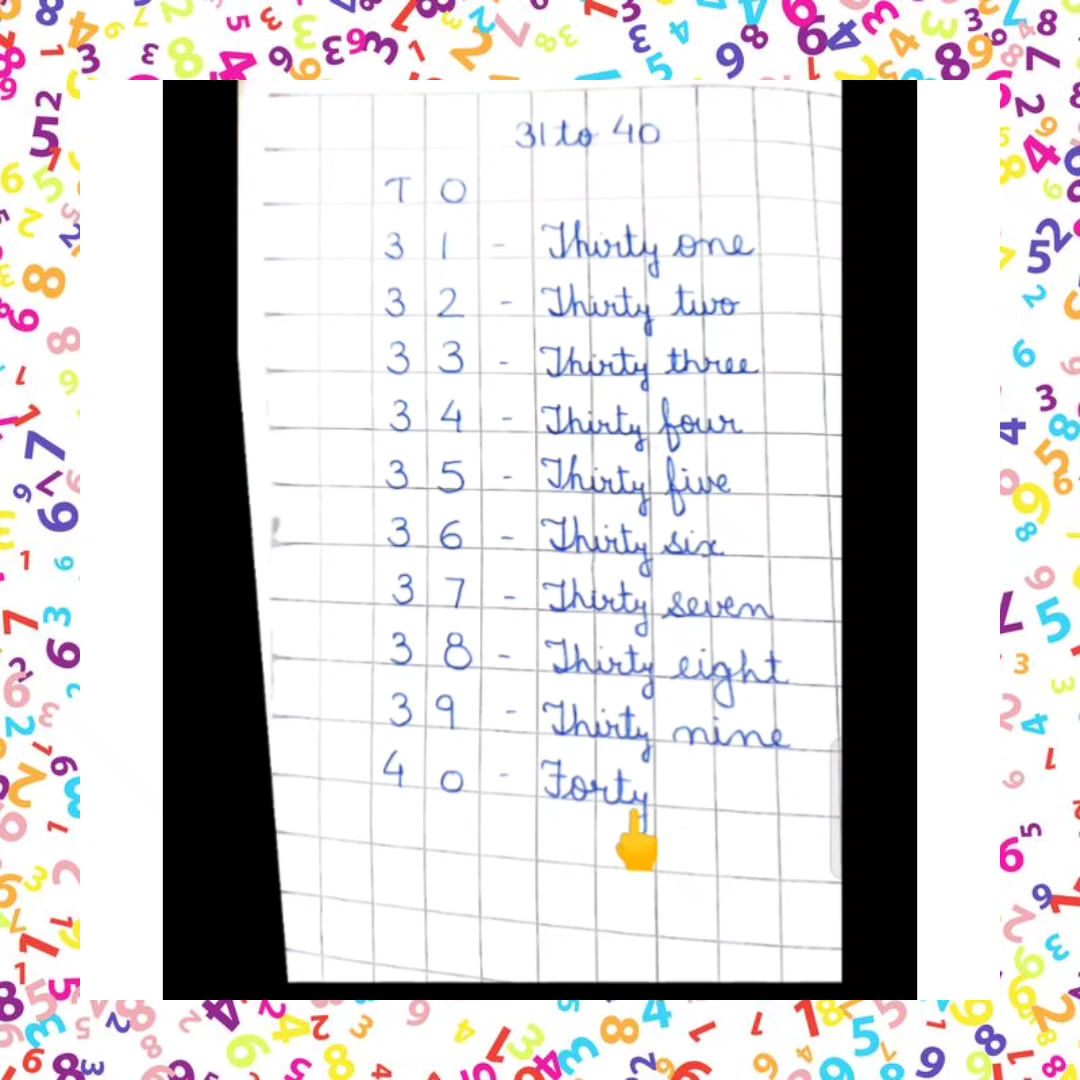 31 to 40
T O
3 1 - Thirty one
3 2 - Thirty two
3 3 - Thirty three
3 4 - Thirty four
3 5 - Thirty five
3 6 - Thirty six
3 7 - Thirty seven
3 8 - Thirty eight
3 9 - Thirty nine
4 0 - Forty